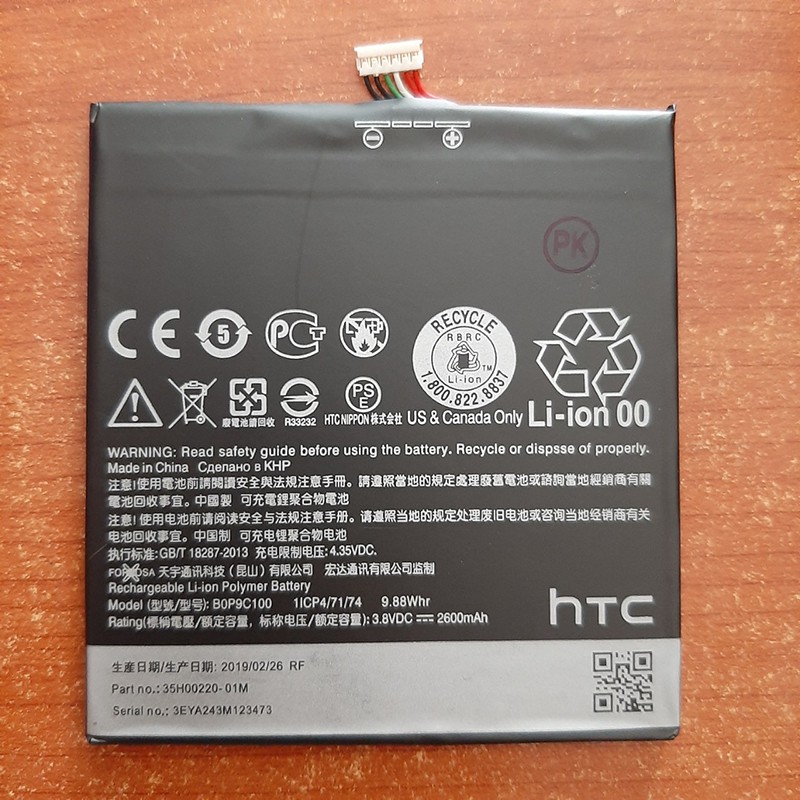 PK
CE 5 PCT
RECYCLE
RBRC
Li-ion
TM
1.800.822.8837
廢電池請回收
R33232
PS
E
HTC NIPPON 株式会社
US & Canada Only
Li-ion 00
WARNING: Read safety guide before using the battery. Recycle or dispsse of properly.
Made in China Сделано в КНР
注意!使用電池前請閱讀安全與法規注意手冊。請遵照當地的規定處理廢舊電池或諮詢當地經銷商有關
電池回收事宜。中國製 可充電鋰聚合物電池
注意!使用电池前请阅读安全与法规注意手册。请遵照当地的规定处理废旧电池或咨询当地经销商有关
电池回收事宜。中国制 可充电锂聚合物电池
执行标准:GB/T 18287-2013 充电限制电压:4.35VDC.
天宇通讯科技(昆山)有限公司 宏达通讯有限公司监制
Rechargeable Li-ion Polymer Battery
Model (型號/型号): B0P9C100 1ICP4/71/74 9.88Whr
Rating(標稱電壓/額定容量, 标称电压/额定容量): 3.8VDC 2600mAh
hTC
生産日期/生产日期: 2019/02/26 RF
Part no.: 35H00220-01M
Serial no.; 3EYA243M123473